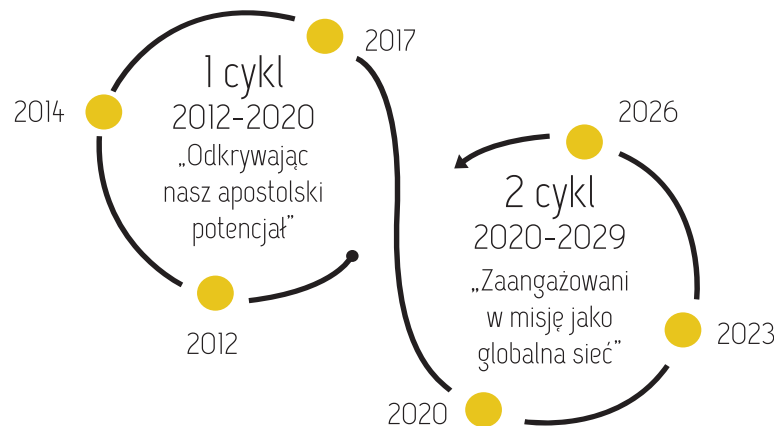 2017
1 cykl
2012-2020
„Odkrywając
nasz apostolski
potencjał”
2014
2012
2026
2 cykl
2020-2029
„Zaangażowani
w misję jako
globalna sieć”
2023
2020